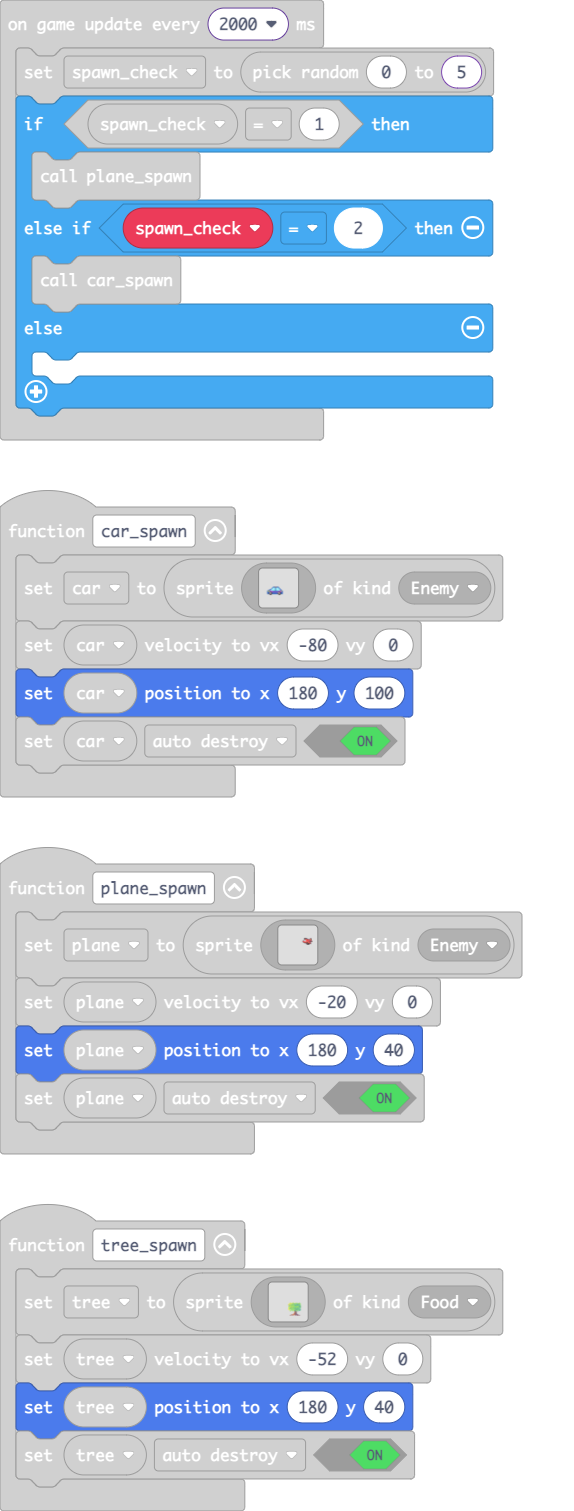 on game update every 2000 ms
set spawn_check to pick random 0 to 5
if spawn_check = 1 then
call plane_spawn
else if spawn_check = 2 then
call car_spawn
else
function car_spawn
set car to sprite of kind Enemy
set car velocity to vx -80 vy 0
set car position to x 180 y 100
set car auto destroy ON
function plane_spawn
set plane to sprite of kind Enemy
set plane velocity to vx -20 vy 0
set plane position to x 180 y 40
set plane auto destroy ON
function tree_spawn
set tree to sprite of kind Food
set tree velocity to vx -52 vy 0
set tree position to x 180 y 40
set tree auto destroy ON